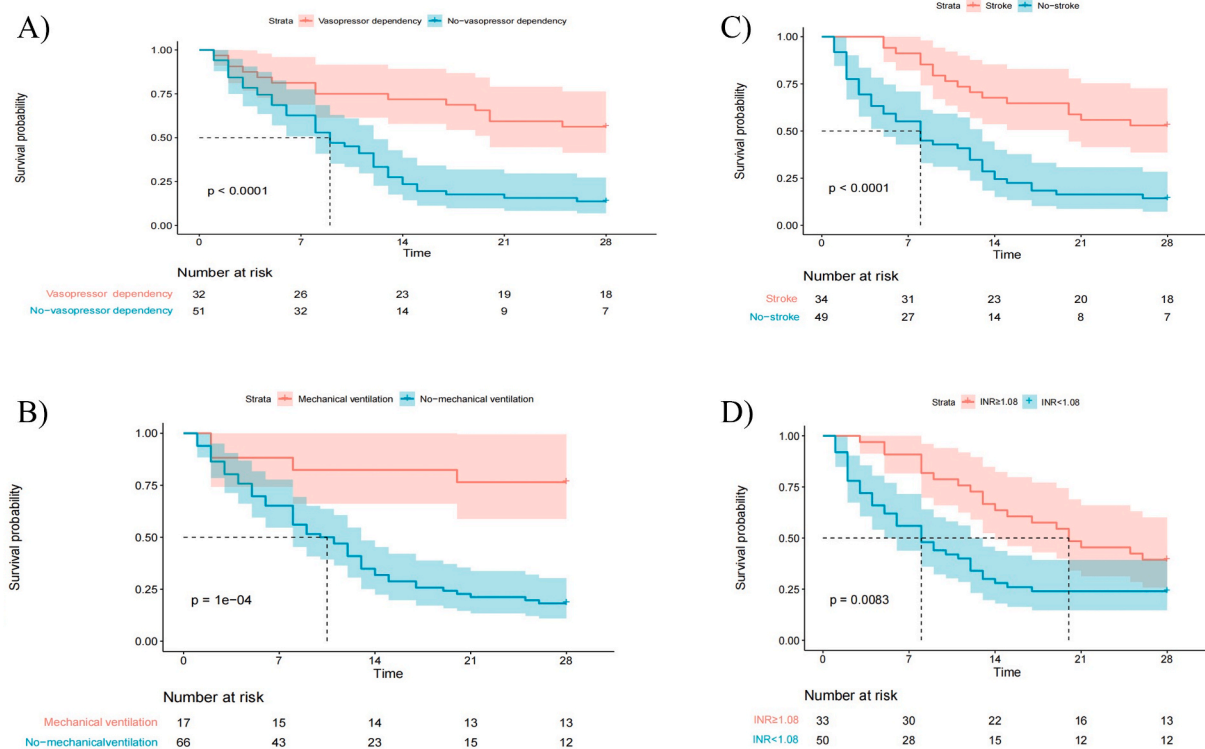 A)
Strata Vasopressor dependency No-vasopressor dependency
Survival probability
1.00
0.75
0.50
0.25
0.00
p < 0.0001
0 7 14 21 28
Time
Number at risk
Vasopressor dependency 32 26 23 19 18
No-vasopressor dependency 51 32 14 9 7
B)
Strata Mechanical ventilation No-mechanical ventilation
Survival probability
1.00
0.75
0.50
0.25
0.00
p = 1e−04
0 7 14 21 28
Time
Number at risk
Mechanical ventilation 17 15 14 13 13
No-mechanicalventilation 66 43 23 15 12
C)
Strata Stroke No-stroke
Survival probability
1.00
0.75
0.50
0.25
0.00
p < 0.0001
0 7 14 21 28
Time
Number at risk
Stroke 34 31 23 20 18
No-stroke 49 27 14 8 7
D)
Strata INR≥1.08 INR<1.08
Survival probability
1.00
0.75
0.50
0.25
0.00
p = 0.0083
0 7 14 21 28
Time
Number at risk
INR≥1.08 33 30 22 16 13
INR<1.08 50 28 15 12 12